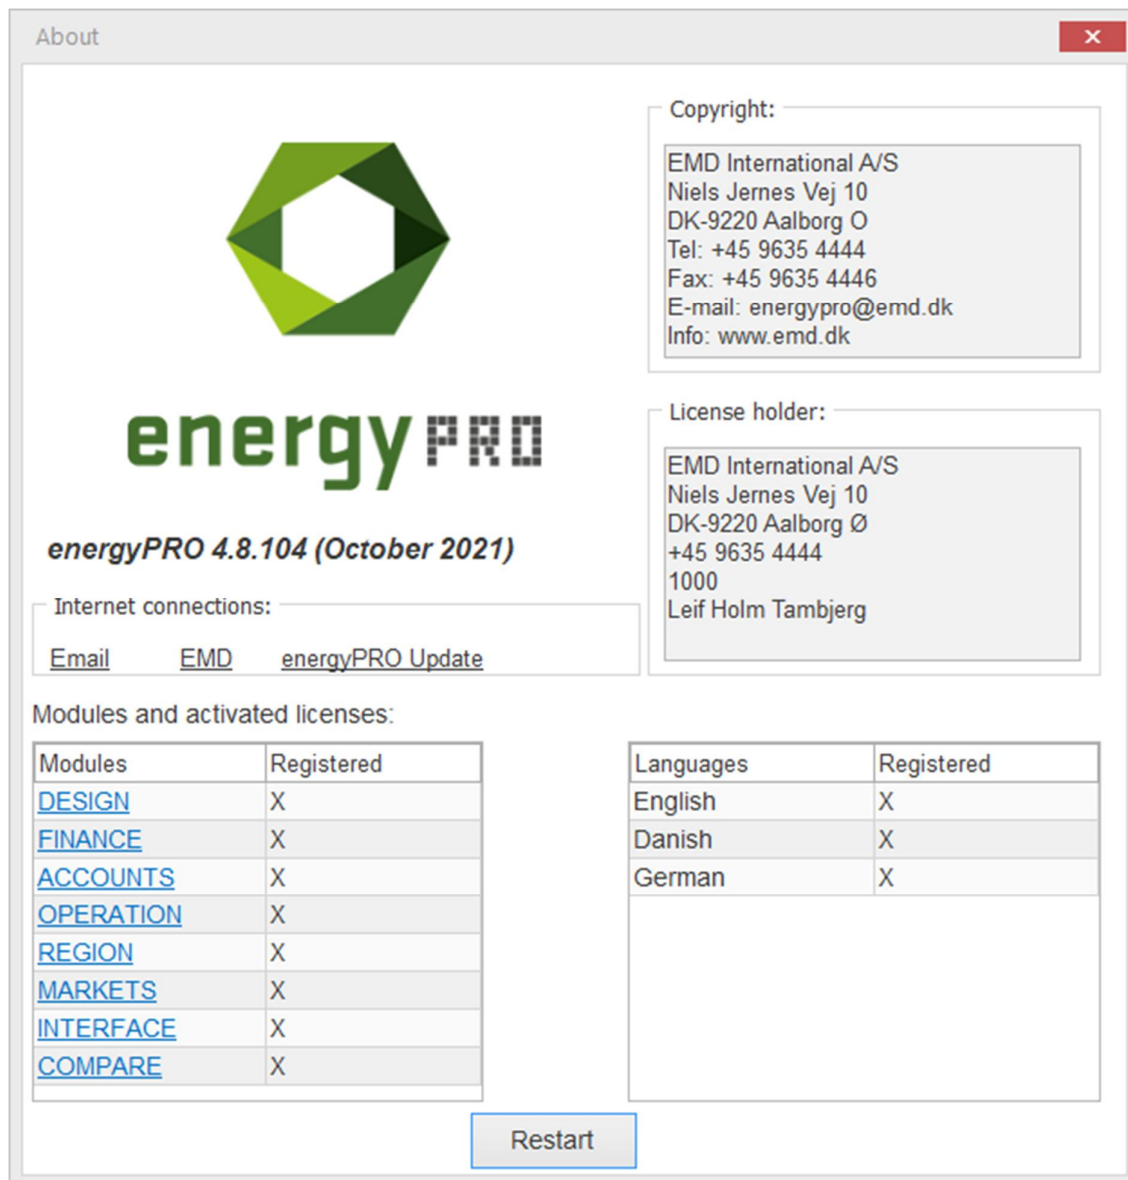 About
Copyright:
EMD International A/S
Niels Jernes Vej 10
DK-9220 Aalborg O
Tel: +45 9635 4444
Fax: +45 9635 4446
E-mail: energypro@emd.dk
Info: www.emd.dk
energy PRO
License holder:
EMD International A/S
Niels Jernes Vej 10
DK-9220 Aalborg Ø
+45 9635 4444
1000
Leif Holm Tambjerg
energyPRO 4.8.104 (October 2021)
Internet connections:
Email EMD energyPRO Update
Modules and activated licenses:
Modules Registered
DESIGN X
FINANCE X
ACCOUNTS X
OPERATION X
REGION X
MARKETS X
INTERFACE X
COMPARE X
Languages Registered
English X
Danish X
German X
Restart